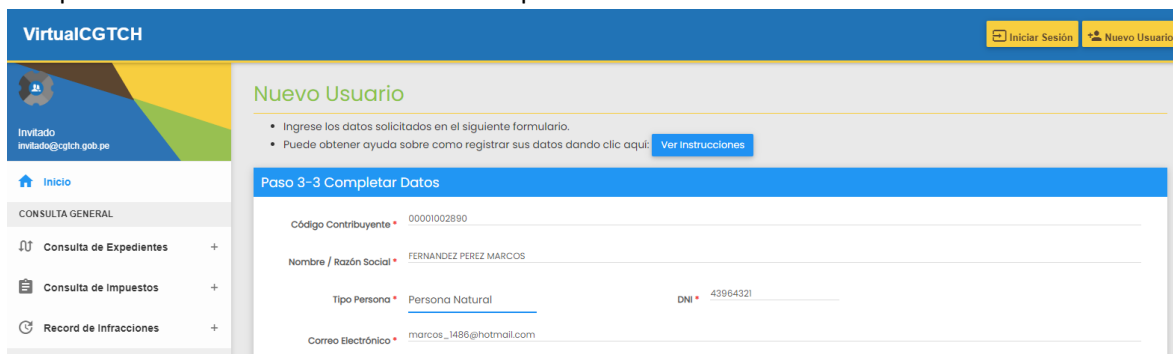 VirtualCGTCH
Iniciar Sesión
Nuevo Usuario
Invitado
invitado@cgtch.gob.pe
Inicio
CONSULTA GENERAL
Consulta de Expedientes +
Consulta de Impuestos +
Record de Infracciones +
Nuevo Usuario
• Ingrese los datos solicitados en el siguiente formulario.
• Puede obtener ayuda sobre como registrar sus datos dando clic aquí: Ver Instrucciones
Paso 3-3 Completar Datos
Código Contribuyente * 00001002890
Nombre / Razón Social * FERNANDEZ PEREZ MARCOS
Tipo Persona * Persona Natural DNI * 43964321
Correo Electrónico * marcos_1486@hotmail.com